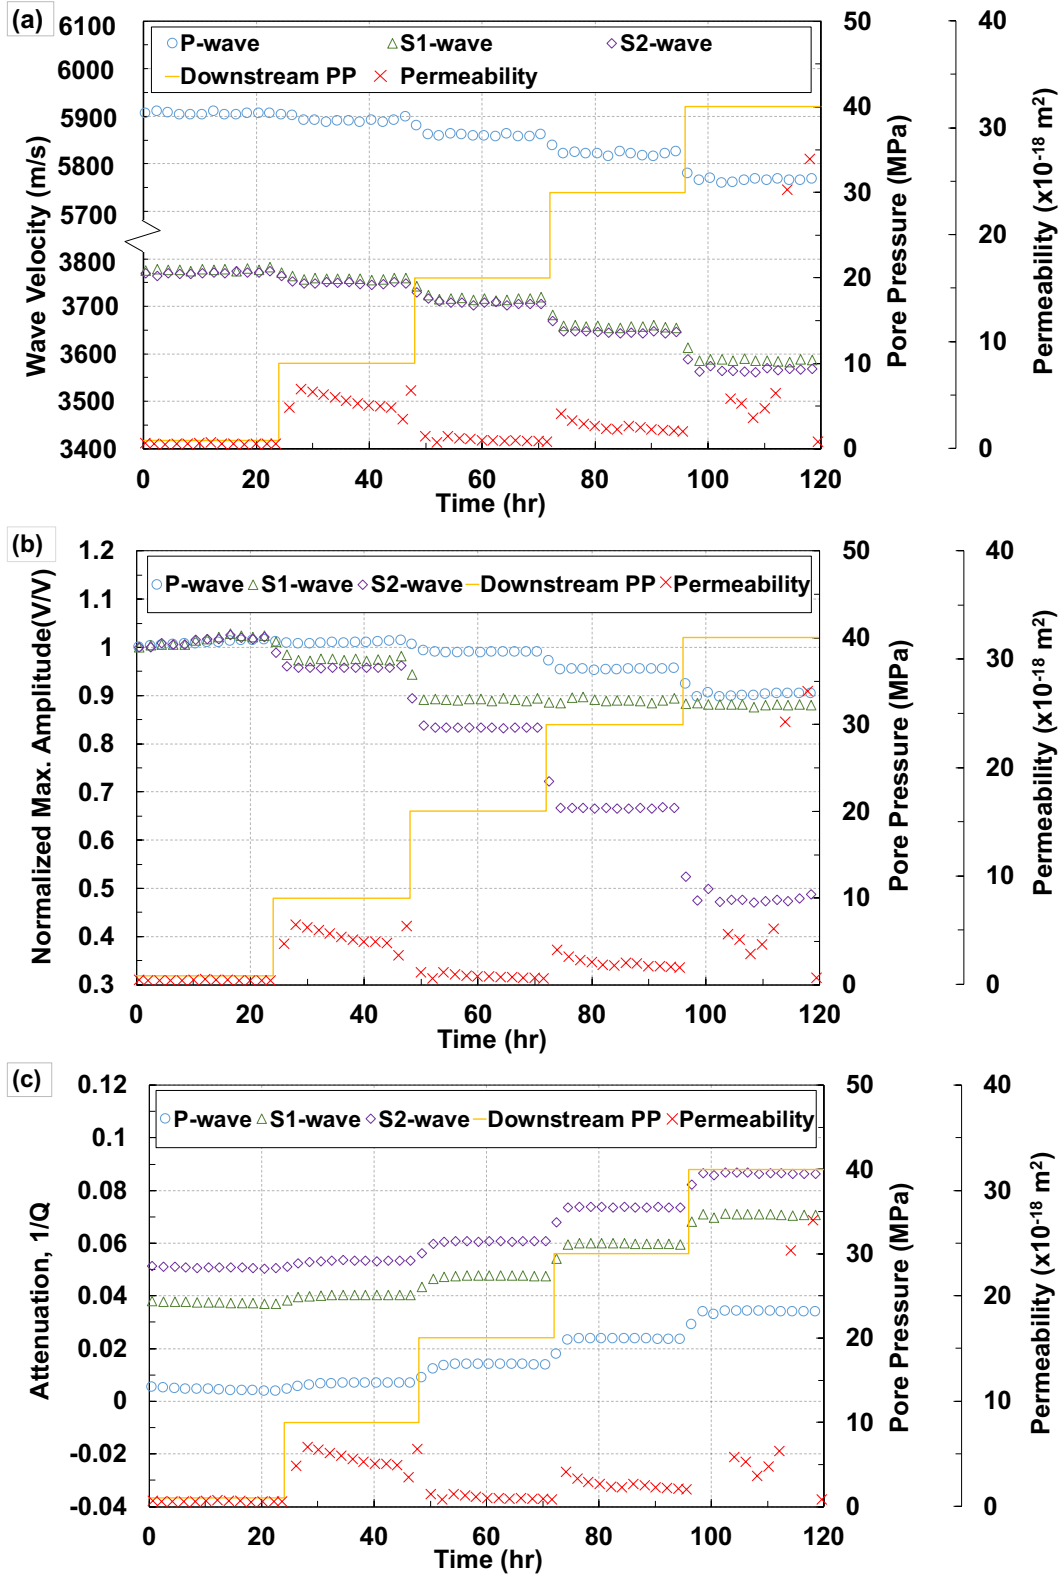 (a)
P-wave S1-wave S2-wave
Downstream PP Permeability
6100
6000
5900
5800
5700
3800
3700
3600
3500
3400
Wave Velocity (m/s)
0 20 40 60 80 100 120
Time (hr)
50
40
30
20
10
0
Pore Pressure (MPa)
40
30
20
10
0
Permeability (x10-18 m2)
(b)
P-wave S1-wave S2-wave Downstream PP Permeability
1.2
1.1
1
0.9
0.8
0.7
0.6
0.5
0.4
0.3
Normalized Max. Amplitude(V/V)
0 20 40 60 80 100 120
Time (hr)
50
40
30
20
10
0
Pore Pressure (MPa)
40
30
20
10
0
Permeability (x10-18 m2)
(c)
P-wave S1-wave S2-wave Downstream PP Permeability
0.12
0.1
0.08
0.06
0.04
0.02
0
-0.02
-0.04
Attenuation, 1/Q
0 20 40 60 80 100 120
Time (hr)
50
40
30
20
10
0
Pore Pressure (MPa)
40
30
20
10
0
Permeability (x10-18 m2)